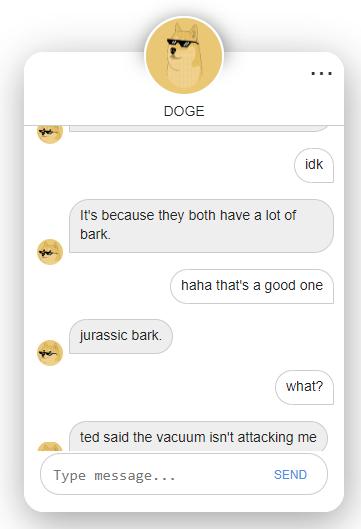 DOGE
idk
It's because they both have a lot of
bark.
haha that's a good one
jurassic bark.
what?
ted said the vacuum isn't attacking me
Type message...
SEND